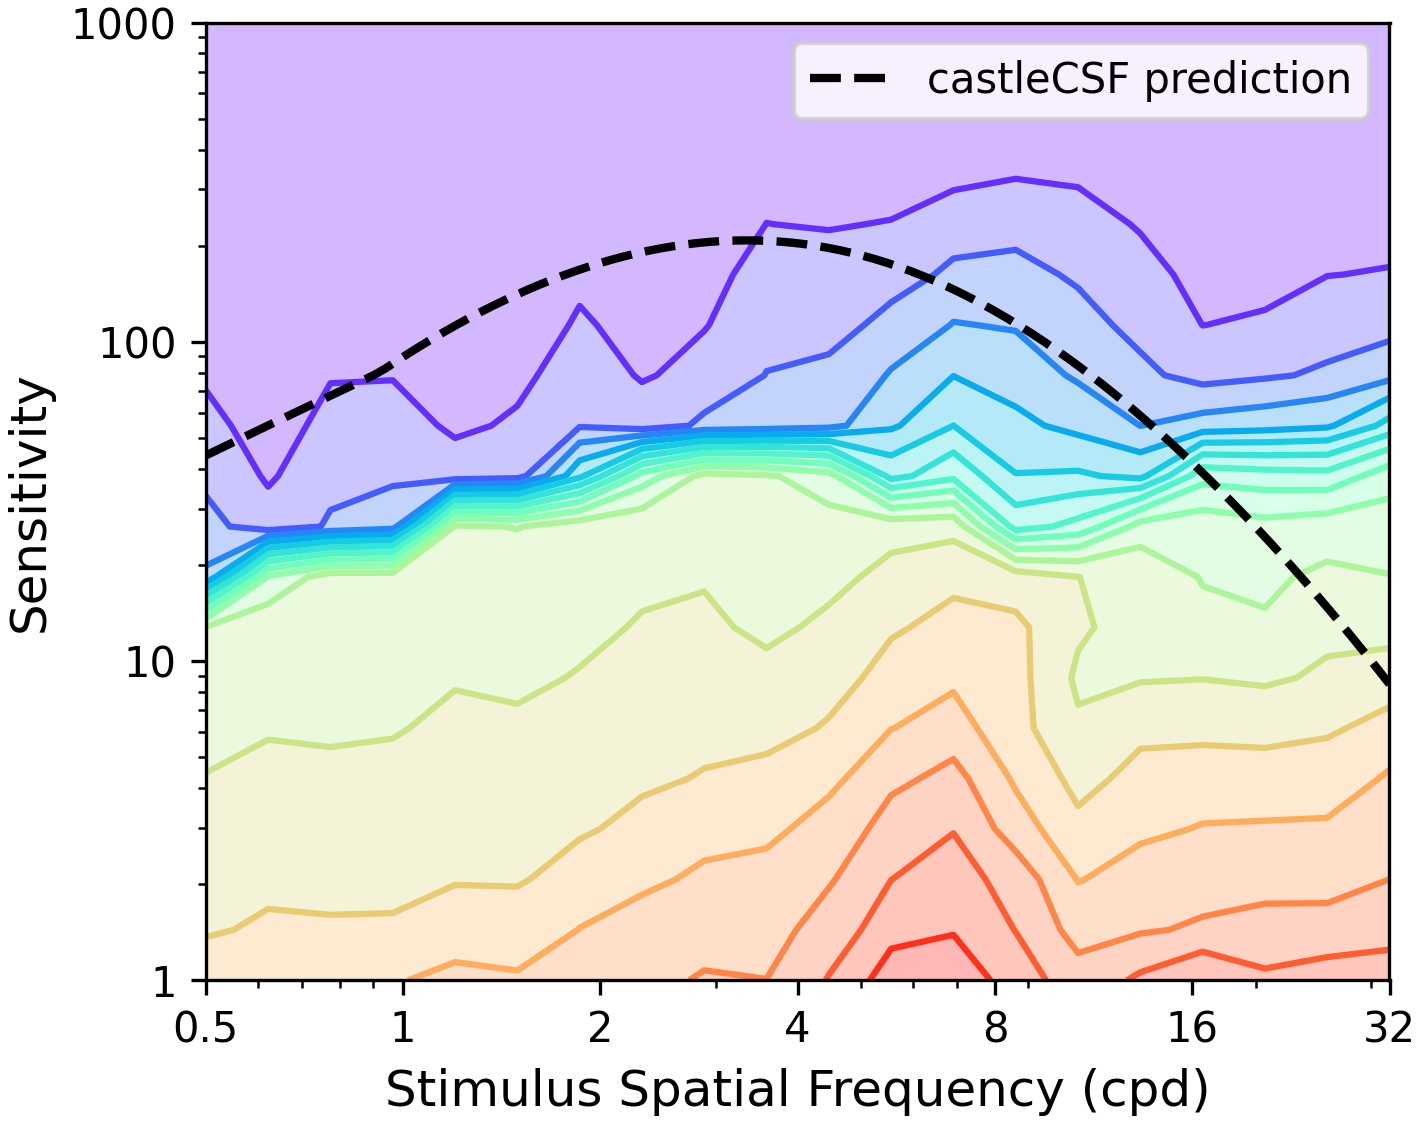 1000
100
10
1
Sensitivity
castleCSF prediction
0.5 1 2 4 8 16 32
Stimulus Spatial Frequency (cpd)